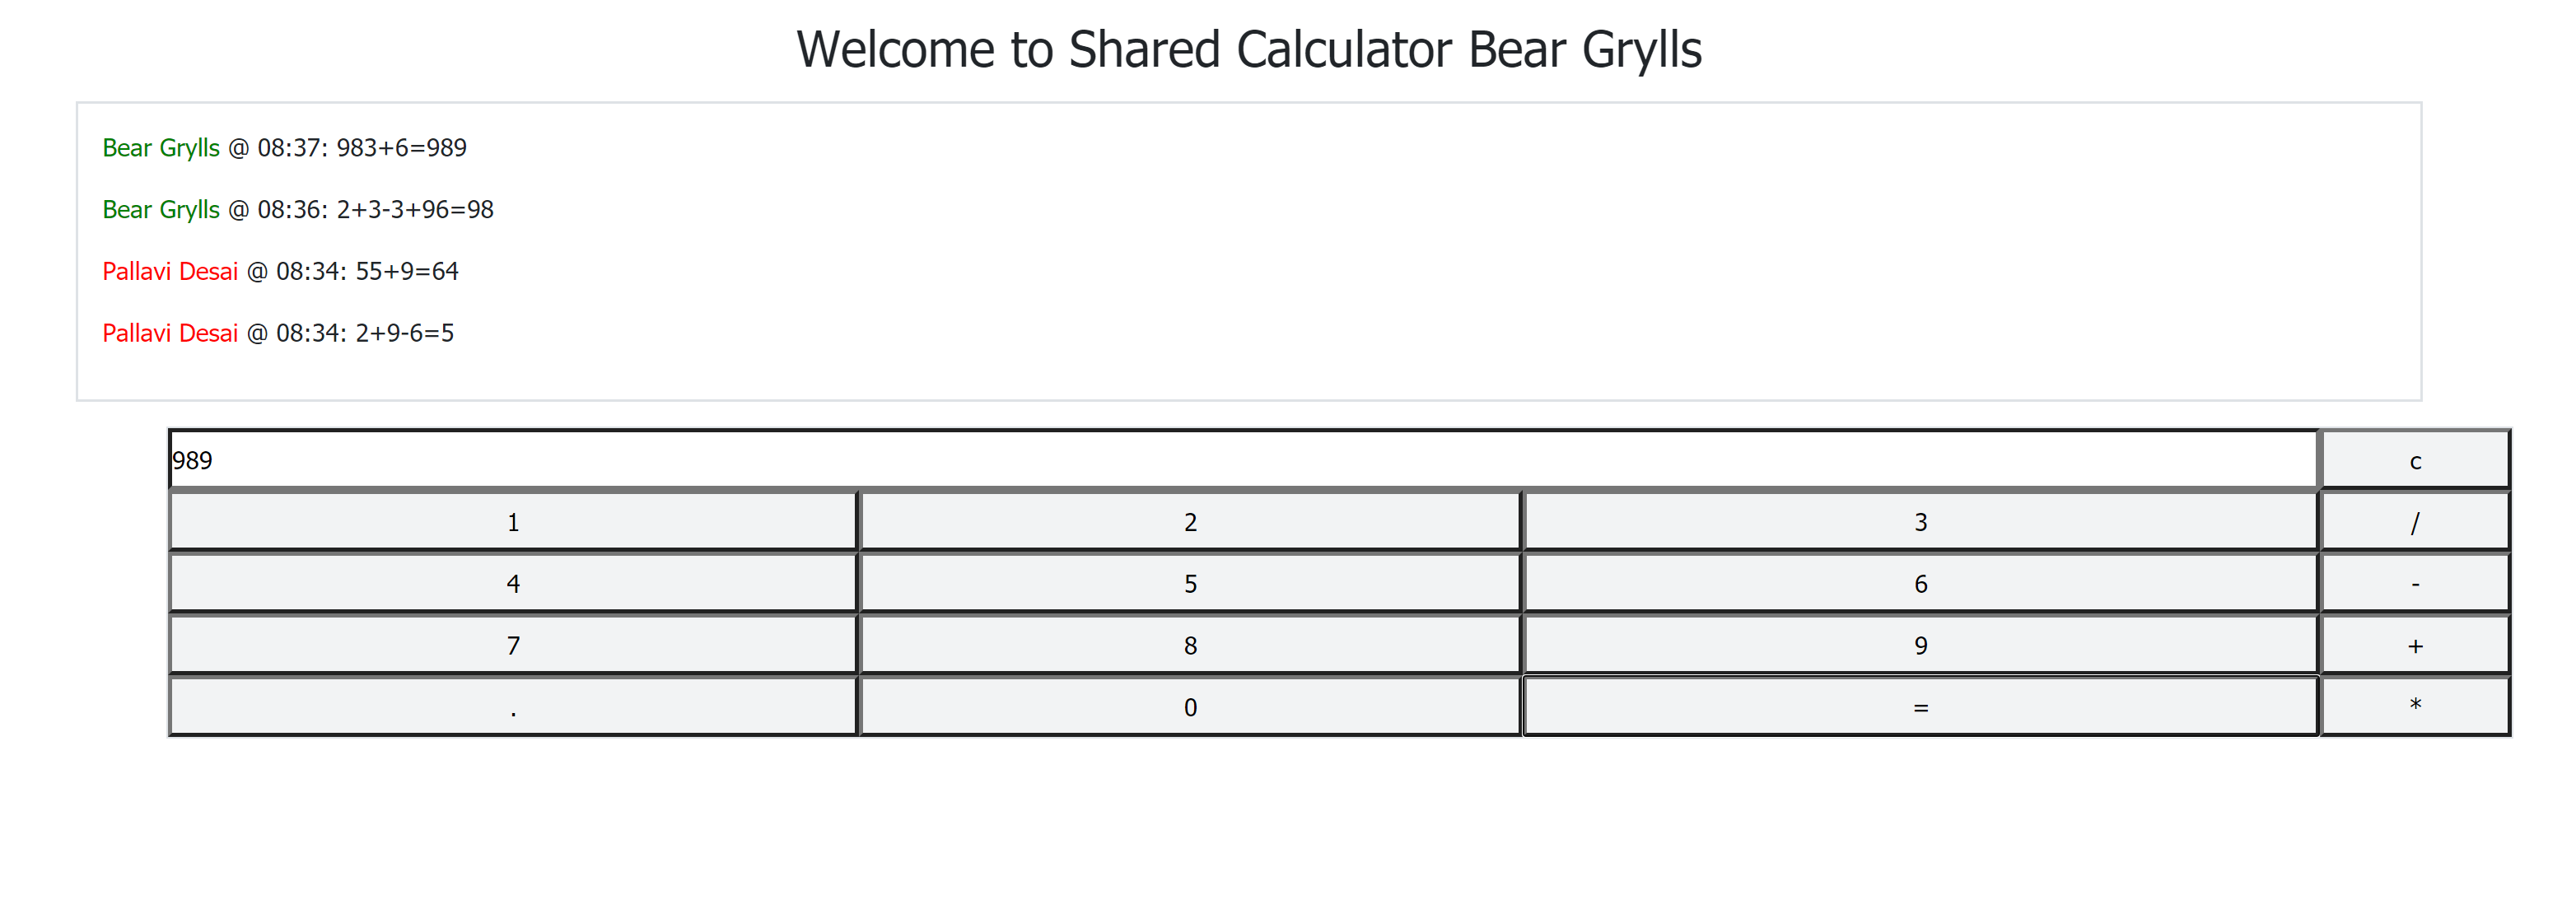 Welcome to Shared Calculator Bear Grylls
Bear Grylls @ 08:37: 983+6=989
Bear Grylls @ 08:36: 2+3-3+96=98
Pallavi Desai @ 08:34: 55+9=64
Pallavi Desai @ 08:34: 2+9-6=5
989 c
1 2 3 /
4 5 6 -
7 8 9 +
. 0 = *